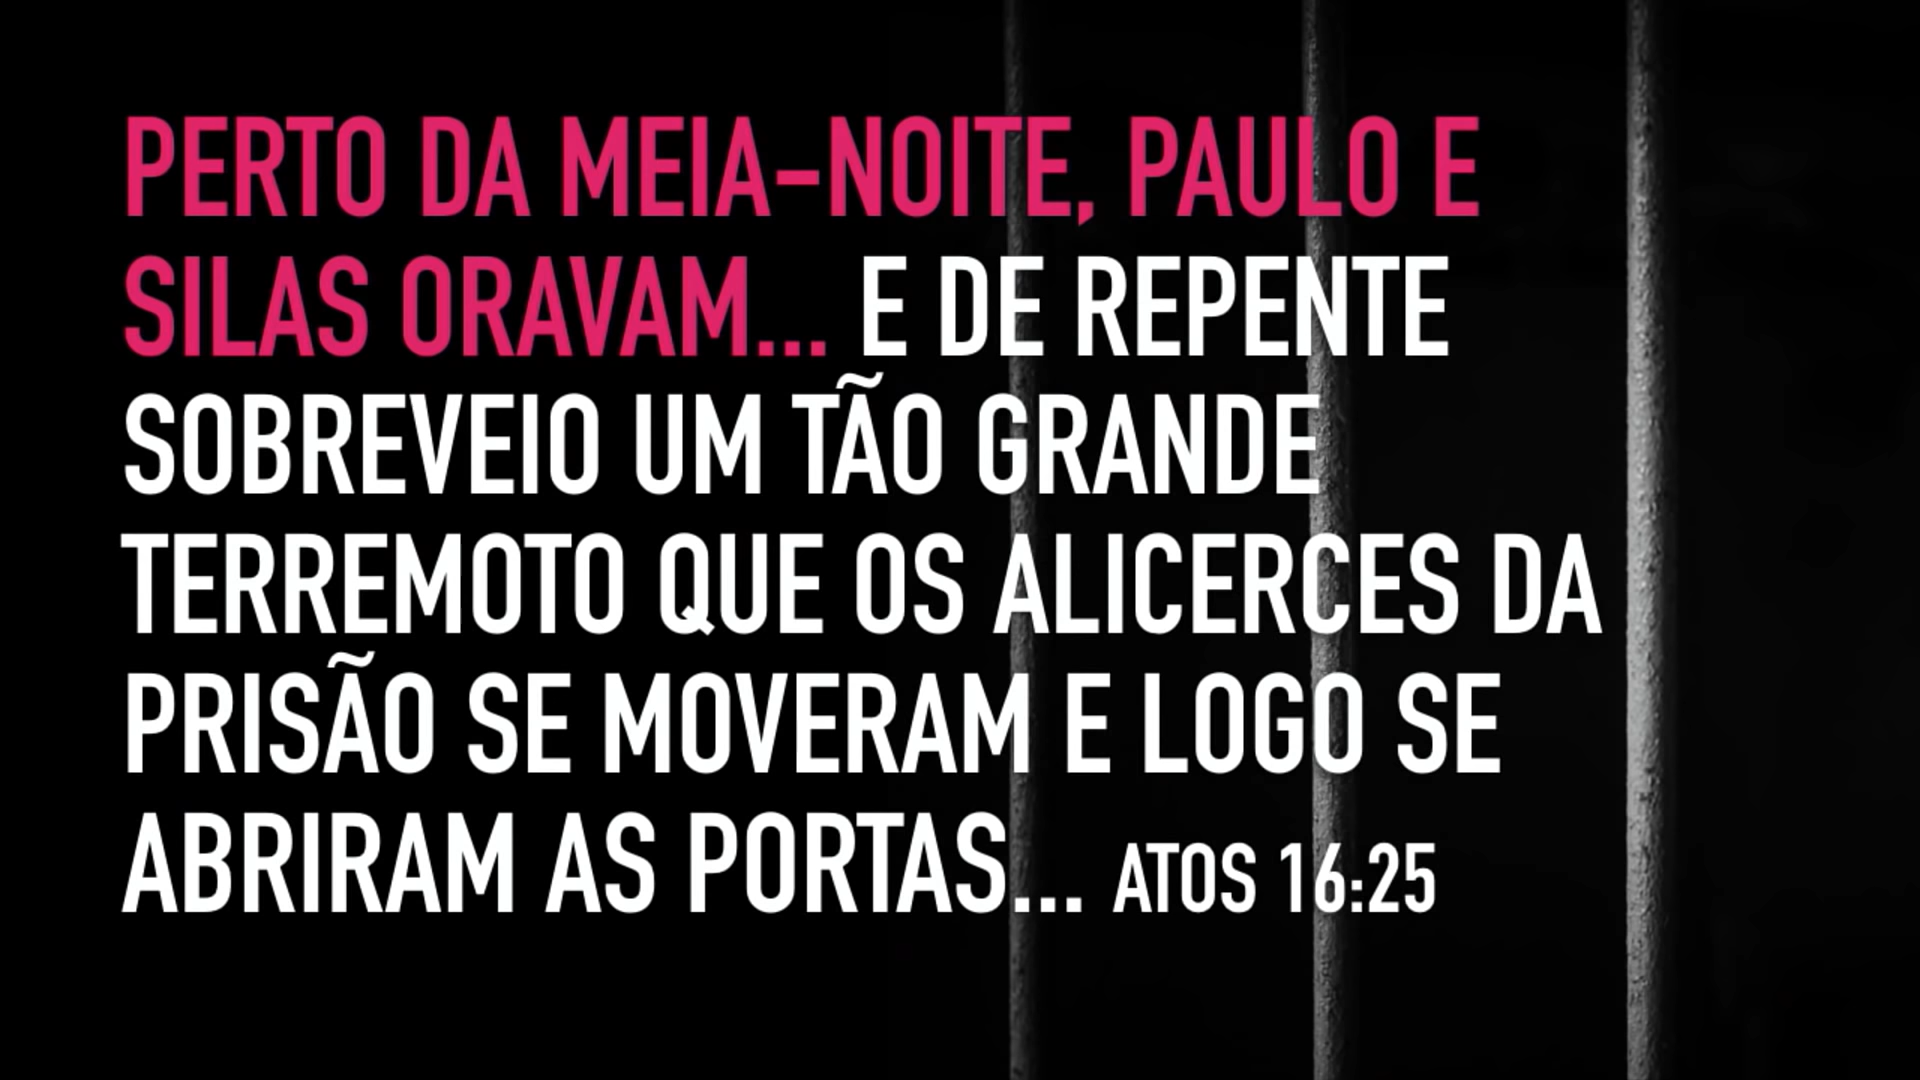 PERTO DA MEIA-NOITE, PAULO E
SILAS ORAVAM... E DE REPENTE
SOBREVEIO UM TÃO GRANDE
TERREMOTO QUE OS ALICERCES DA
PRISÃO SE MOVERAM E LOGO SE
ABRIRAM AS PORTAS... ATOS 16:25